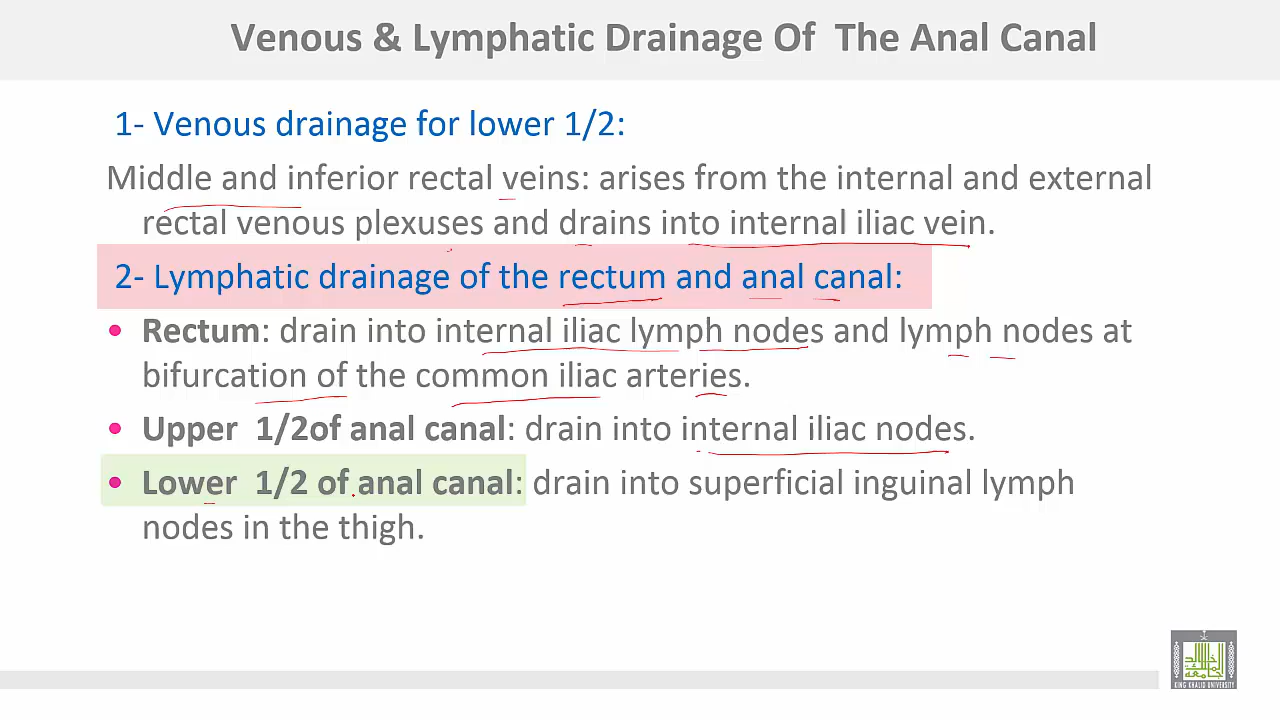 Venous & Lymphatic Drainage Of The Anal Canal
1- Venous drainage for lower 1/2:
Middle and inferior rectal veins: arises from the internal and external
rectal venous plexuses and drains into internal iliac vein.
2- Lymphatic drainage of the rectum and anal canal:
• Rectum: drain into internal iliac lymph nodes and lymph nodes at
bifurcation of the common iliac arteries.
• Upper 1/2of anal canal: drain into internal iliac nodes.
• Lower 1/2 of anal canal: drain into superficial inguinal lymph
nodes in the thigh.
KING KHALID UNIVERSITY